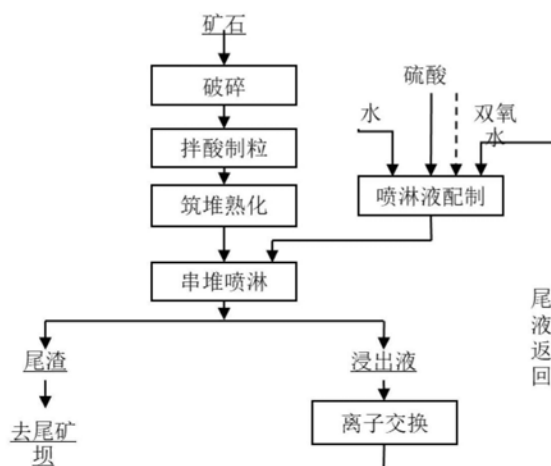 矿石
破碎
硫酸
水
双氧
水
拌酸制粒
筑堆熟化
喷淋液配制
串堆喷淋
尾
液
返
回
尾渣
浸出液
去尾矿
坝
离子交换